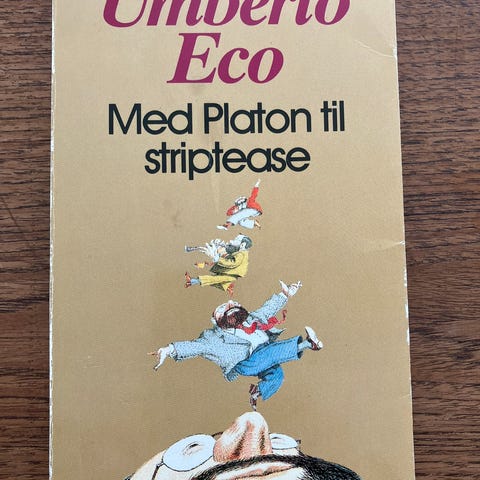 Umberto
Eco
Med Platon til
striptease